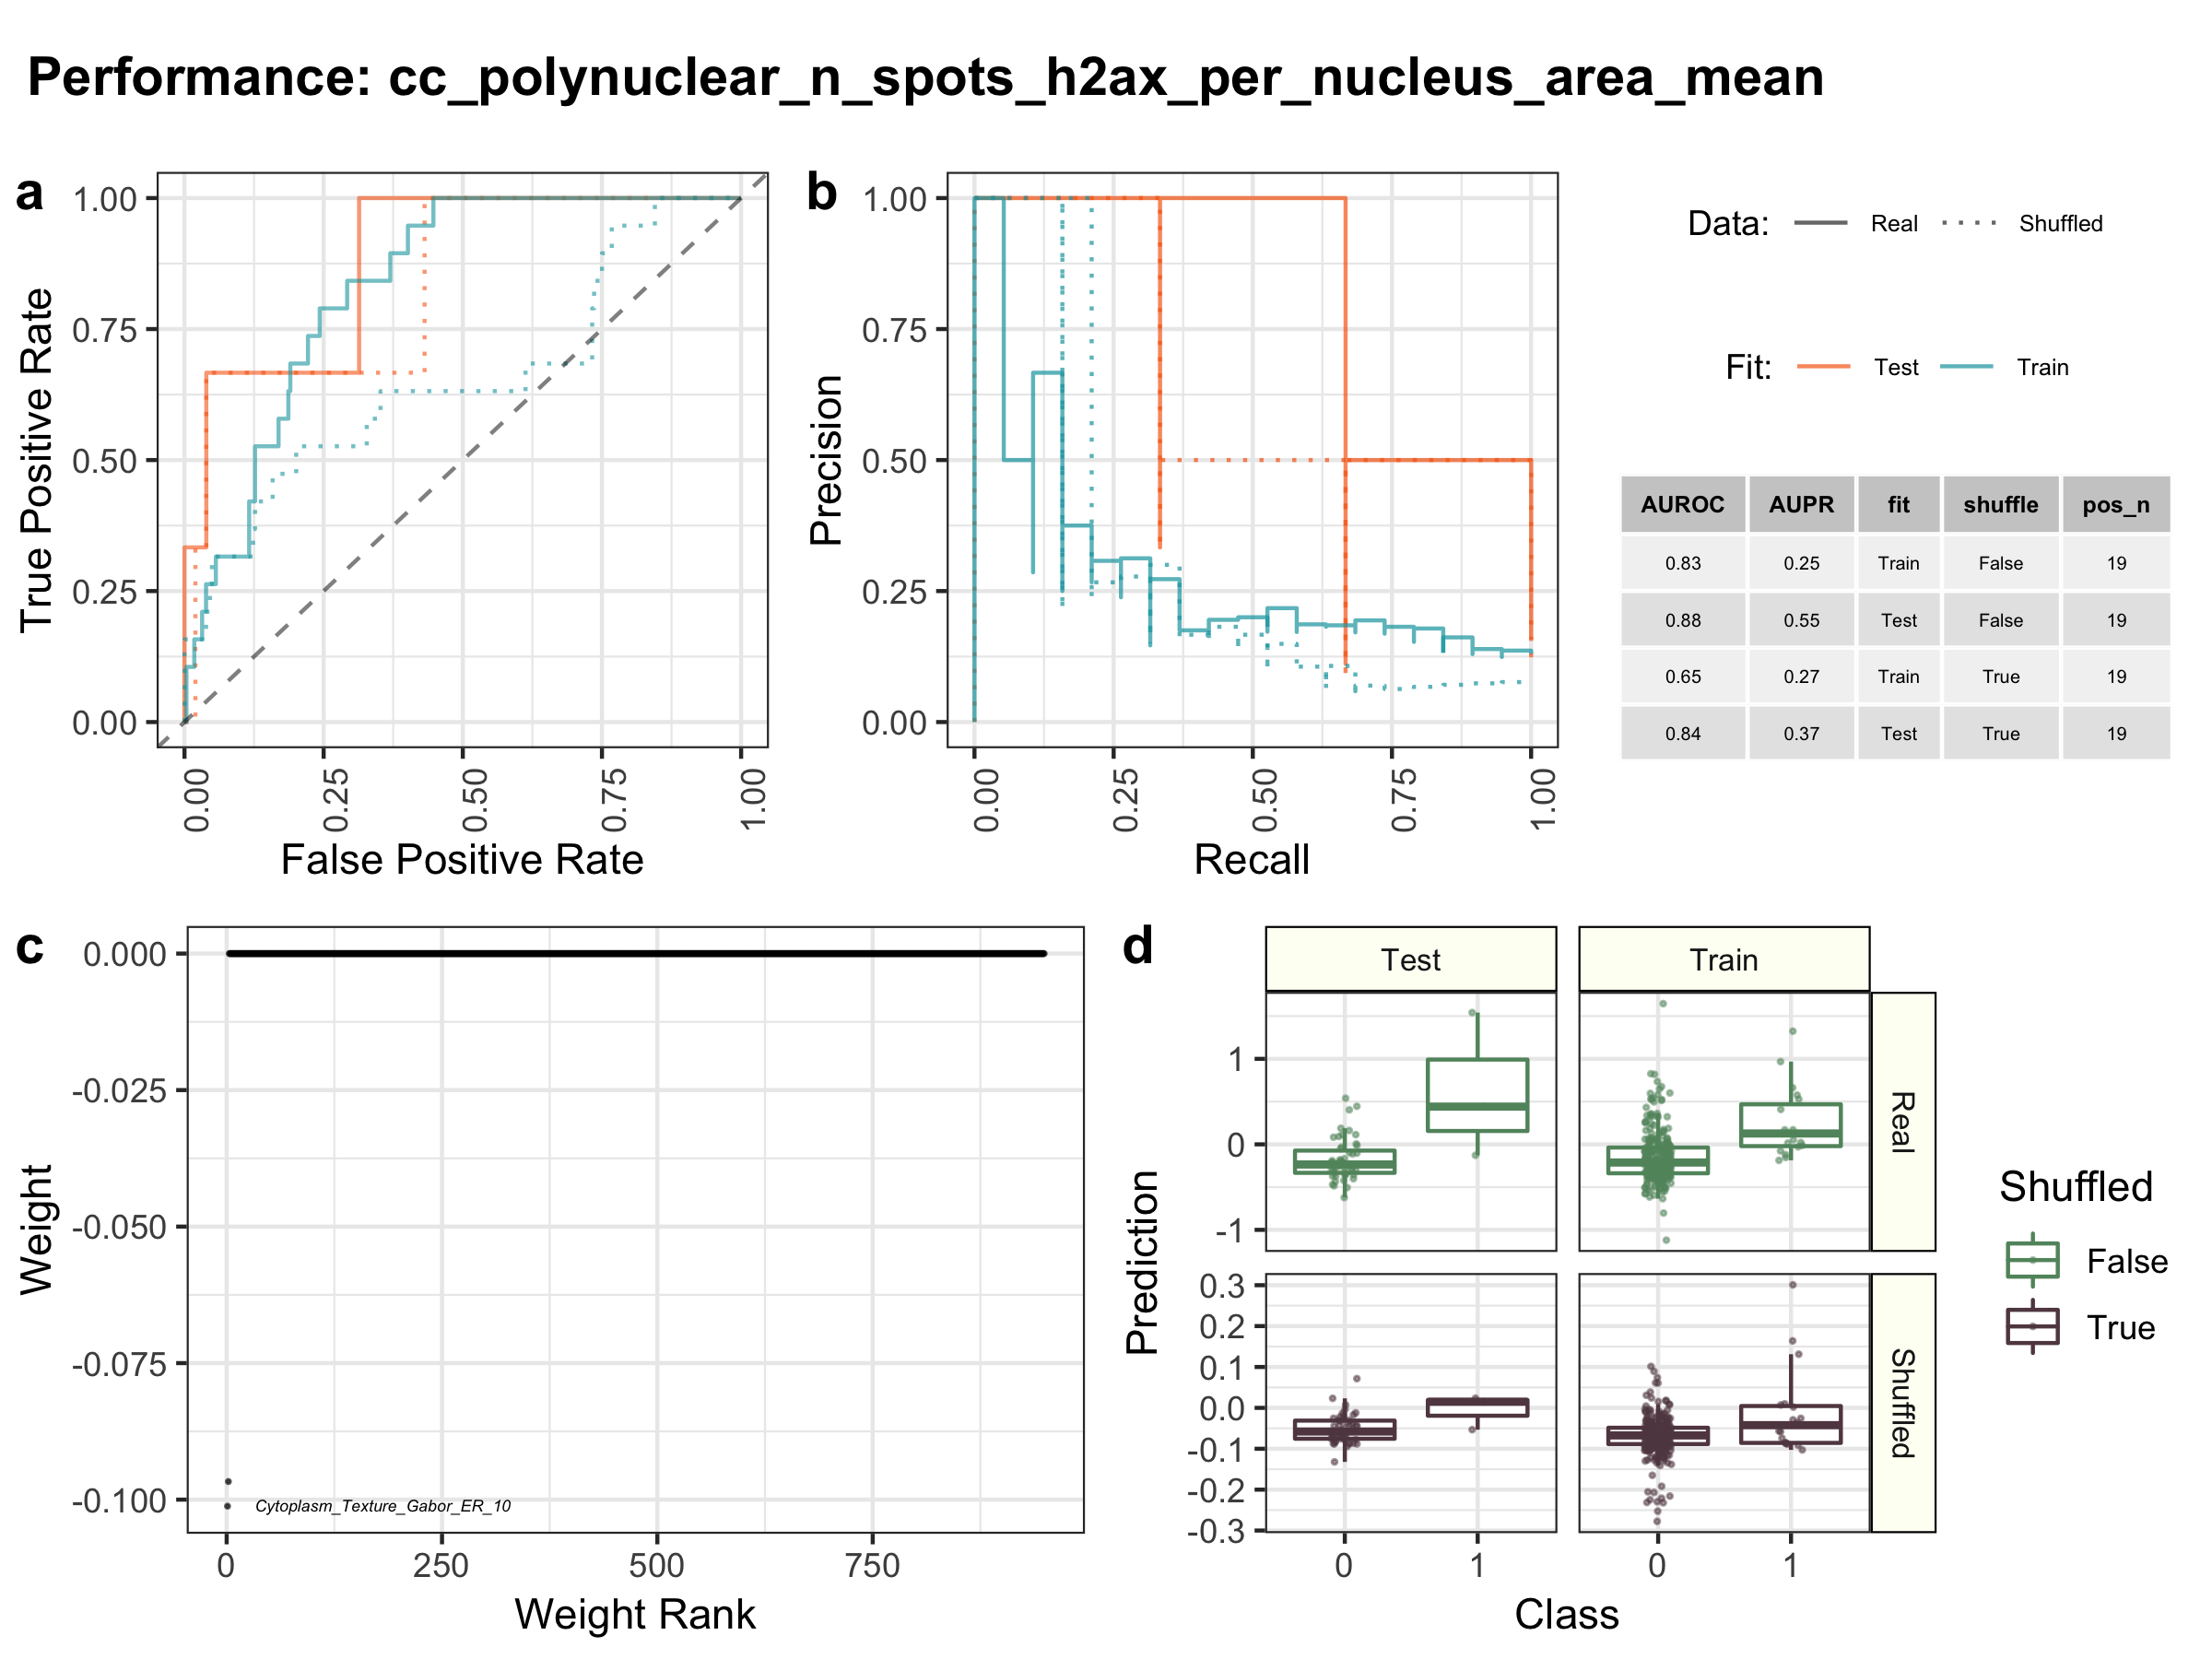 Performance: cc_polynuclear_n_spots_h2ax_per_nucleus_area_mean
a
1.00
0.75
0.50
0.25
0.00
True Positive Rate
0.00 0.25 0.50 0.75 1.00
False Positive Rate
b
1.00
0.75
0.50
0.25
0.00
Precision
0.00 0.25 0.50 0.75 1.00
Recall
Data: Real Shuffled
Fit: Test Train
AUROC AUPR fit shuffle pos_n
0.83 0.25 Train False 19
0.88 0.55 Test False 19
0.65 0.27 Train True 19
0.84 0.37 Test True 19
c
0.000
-0.025
-0.050
-0.075
-0.100
Weight
Cytoplasm_Texture_Gabor_ER_10
0 250 500 750
Weight Rank
d
Test Train
1
0
-1
Real
0.3
0.2
0.1
0.0
-0.1
-0.2
-0.3
Shuffled
Prediction
0 1 0 1
Class
Shuffled
False
True